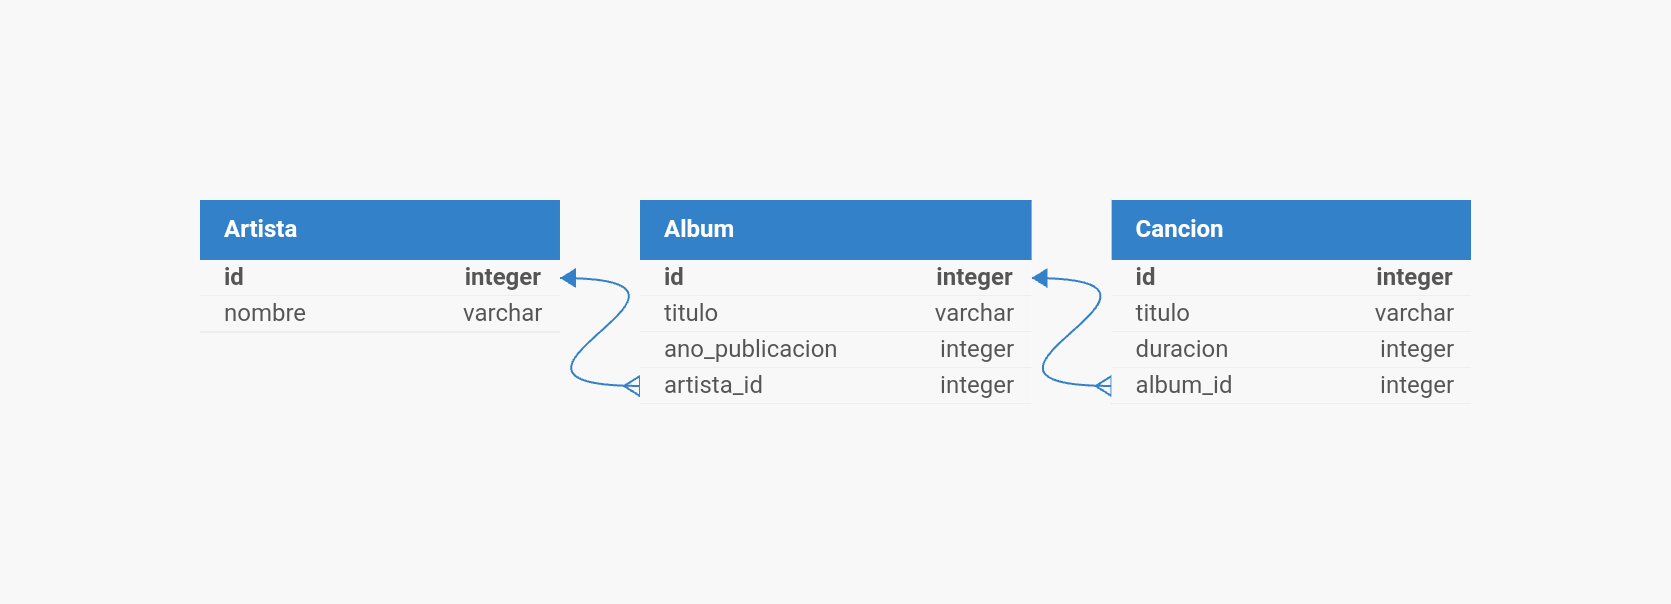 Artista
id integer
nombre varchar
Album
id integer
titulo varchar
ano_publicacion integer
artista_id integer
Cancion
id integer
titulo varchar
duracion integer
album_id integer